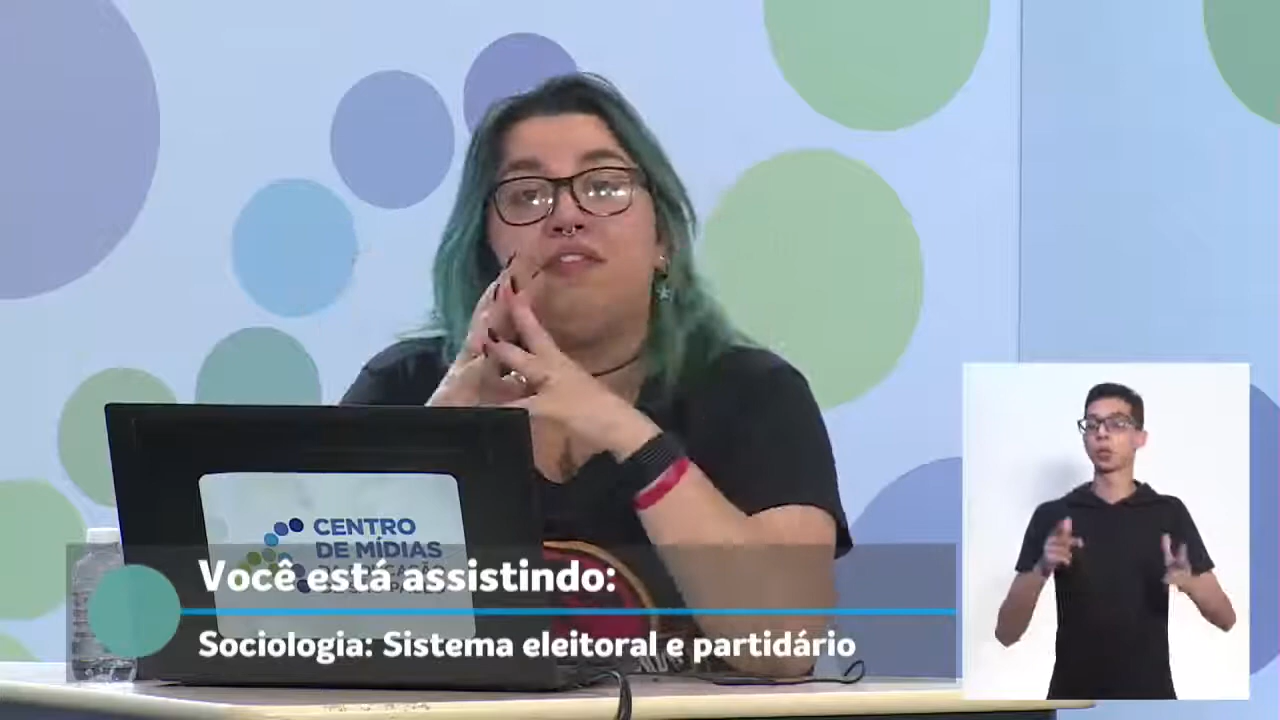 CENTRO
DE MÍDIAS
Você está assistindo:
Sociologia: Sistema eleitoral e partidário